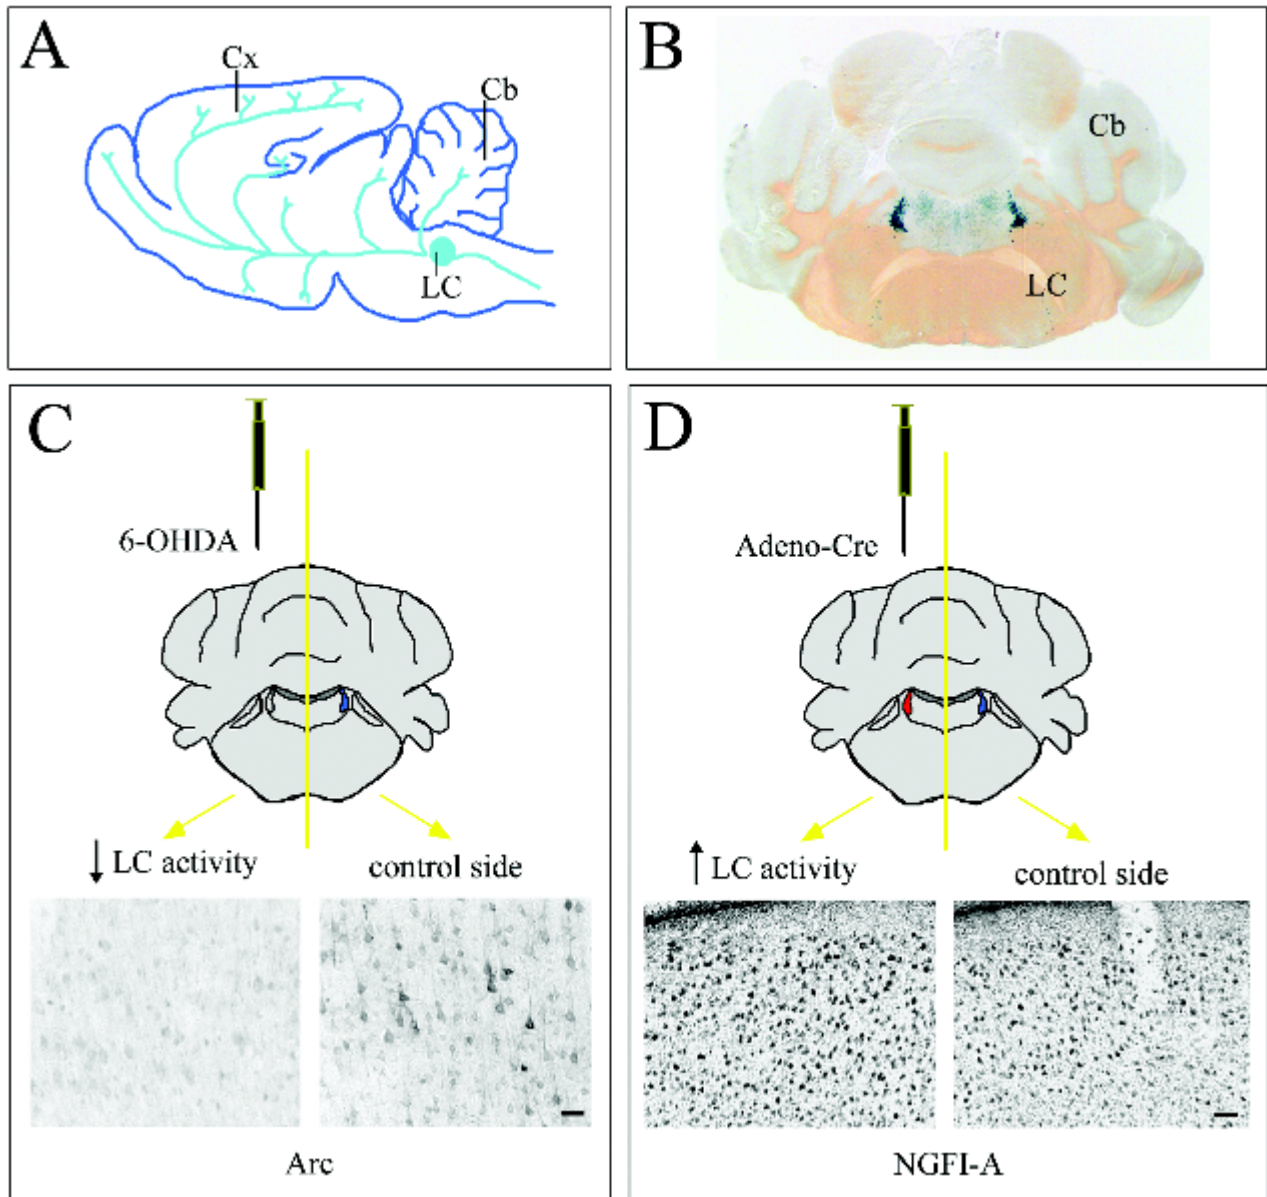 A
Cx
Cb
LC
B
Cb
LC
C
6-OHDA
↓ LC activity
control side
Arc
D
Adeno-Cre
↑ LC activity
control side
NGFI-A